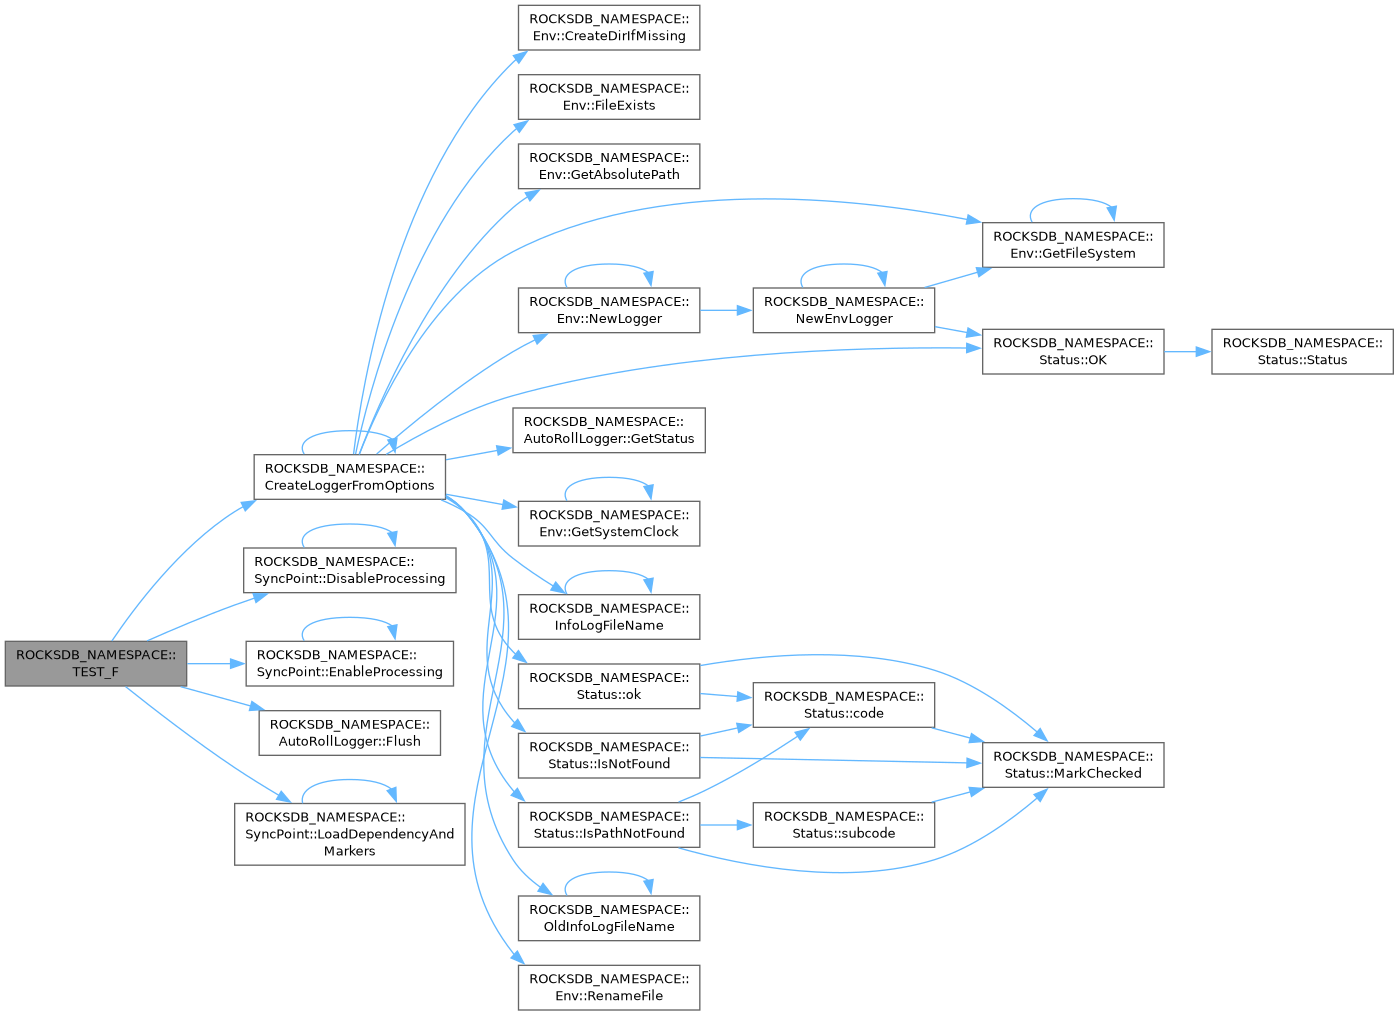 ROCKSDB_NAMESPACE::
Env::CreateDirIfMissing
ROCKSDB_NAMESPACE::
Env::FileExists
ROCKSDB_NAMESPACE::
Env::GetAbsolutePath
ROCKSDB_NAMESPACE::
Env::GetFileSystem
ROCKSDB_NAMESPACE::
Env::NewLogger
ROCKSDB_NAMESPACE::
NewEnvLogger
ROCKSDB_NAMESPACE::
Status::OK
ROCKSDB_NAMESPACE::
Status::Status
ROCKSDB_NAMESPACE::
AutoRollLogger::GetStatus
ROCKSDB_NAMESPACE::
CreateLoggerFromOptions
ROCKSDB_NAMESPACE::
Env::GetSystemClock
ROCKSDB_NAMESPACE::
SyncPoint::DisableProcessing
ROCKSDB_NAMESPACE::
InfoLogFileName
ROCKSDB_NAMESPACE::
TEST_F
ROCKSDB_NAMESPACE::
SyncPoint::EnableProcessing
ROCKSDB_NAMESPACE::
Status::ok
ROCKSDB_NAMESPACE::
Status::code
ROCKSDB_NAMESPACE::
AutoRollLogger::Flush
ROCKSDB_NAMESPACE::
Status::IsNotFound
ROCKSDB_NAMESPACE::
Status::MarkChecked
ROCKSDB_NAMESPACE::
SyncPoint::LoadDependencyAnd
Markers
ROCKSDB_NAMESPACE::
Status::IsPathNotFound
ROCKSDB_NAMESPACE::
Status::subcode
ROCKSDB_NAMESPACE::
OldInfoLogFileName
ROCKSDB_NAMESPACE::
Env::RenameFile